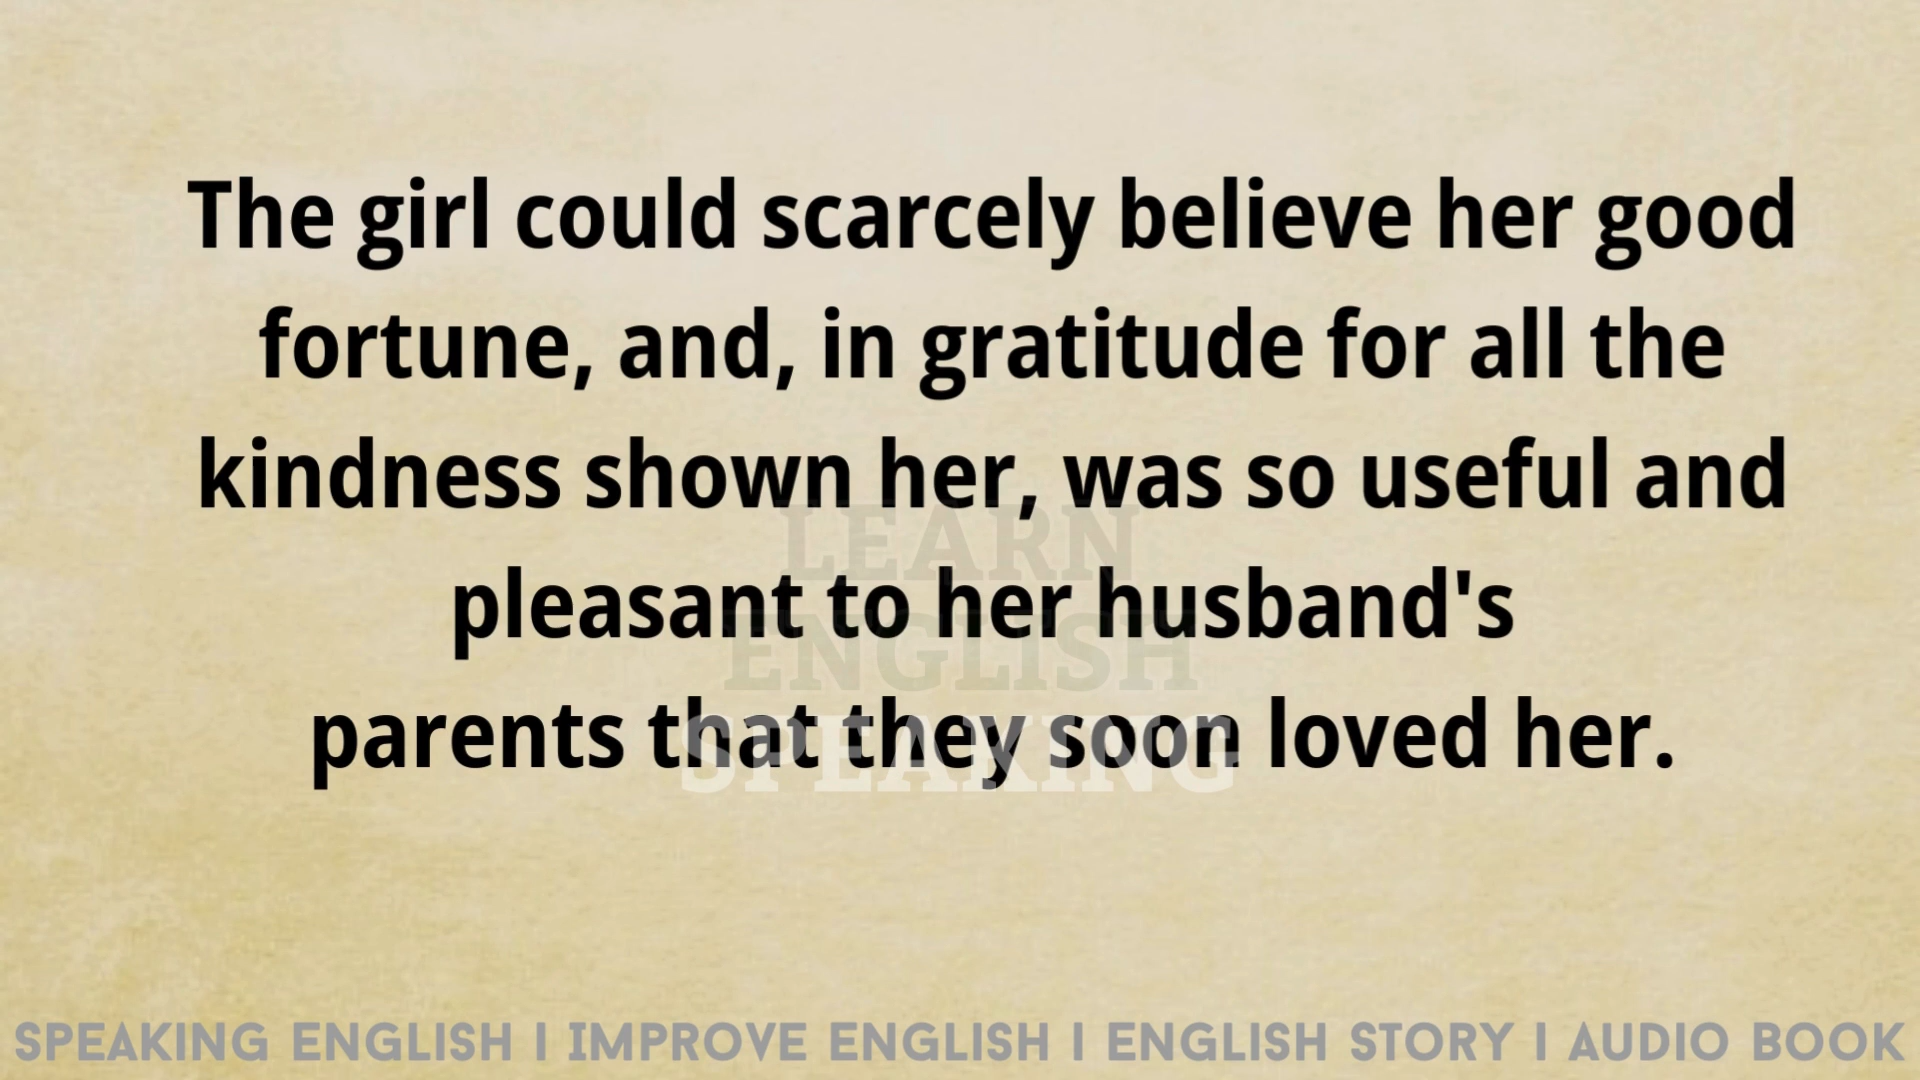 The girl could scarcely believe her good
fortune, and, in gratitude for all the
kindness shown her, was so useful and
pleasant to her husband's
parents that they soon loved her.
LEARN
ENGLISH
SPEAKING
SPEAKING ENGLISH I IMPROVE ENGLISH I ENGLISH STORY I AUDIO BOOK